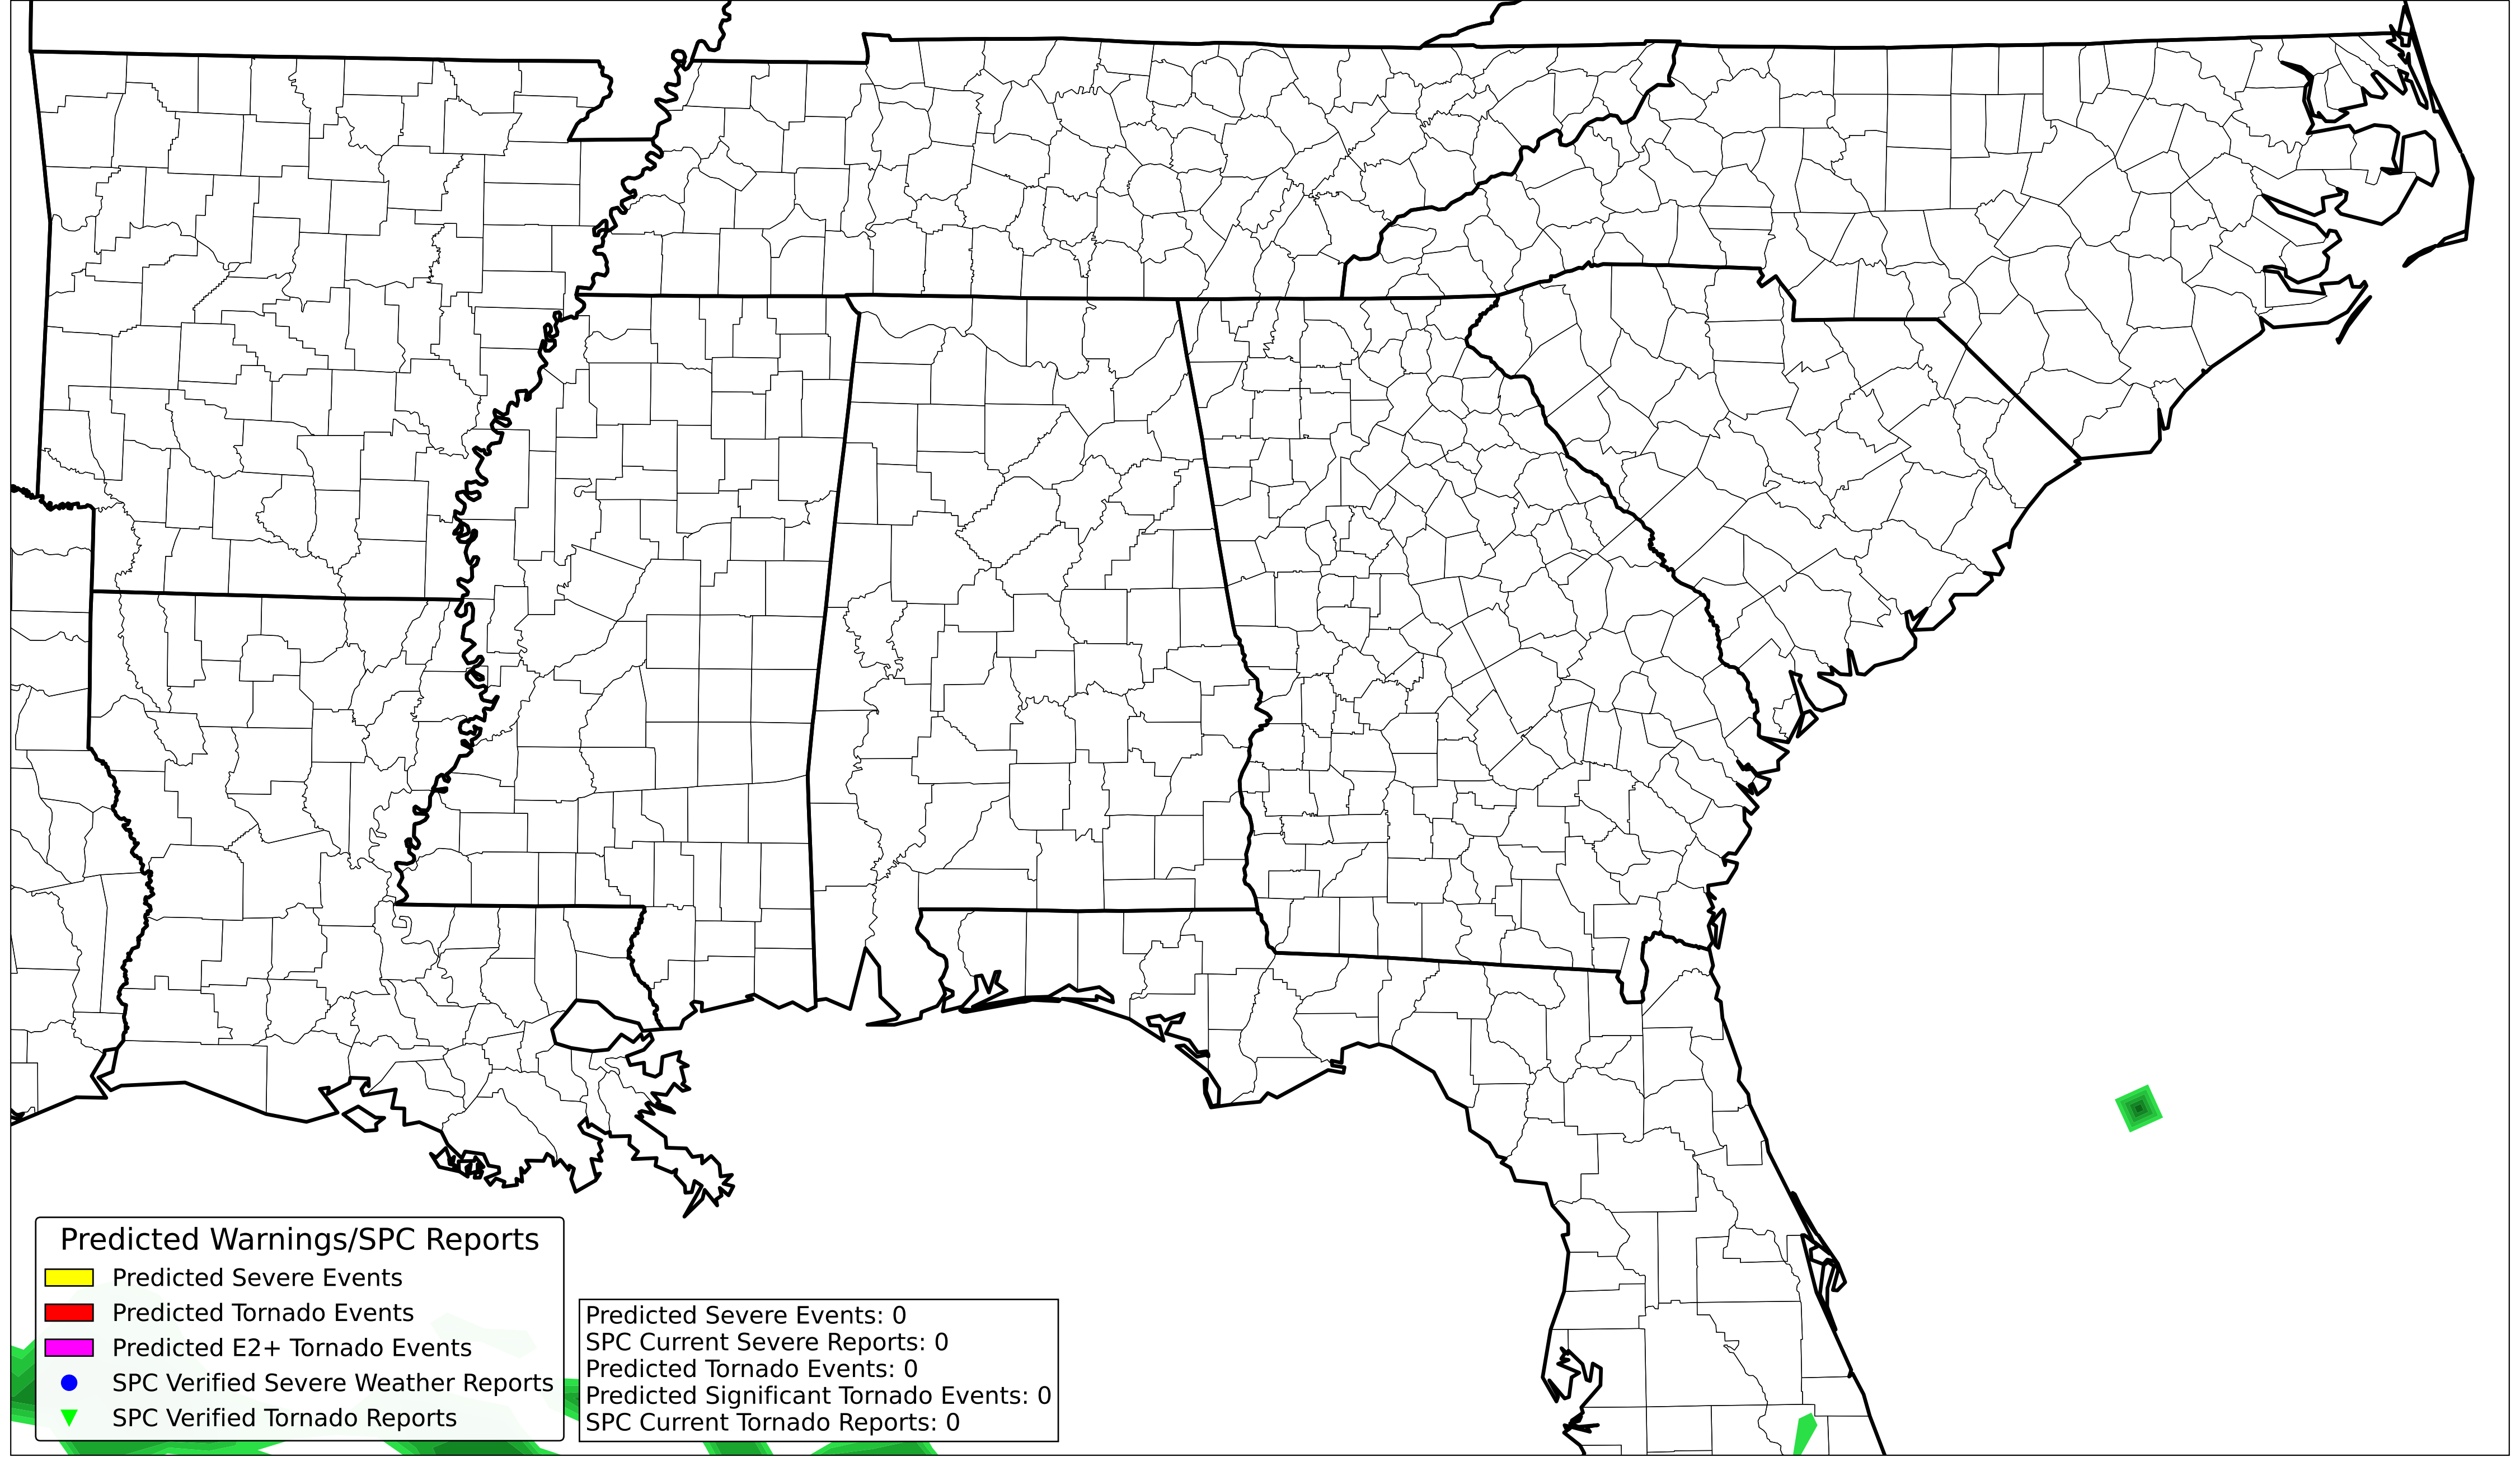 Predicted Warnings/SPC Reports
Predicted Severe Events
Predicted Tornado Events
Predicted E2+ Tornado Events
SPC Verified Severe Weather Reports
SPC Verified Tornado Reports
Predicted Severe Events: 0
SPC Current Severe Reports: 0
Predicted Tornado Events: 0
Predicted Significant Tornado Events: 0
SPC Current Tornado Reports: 0